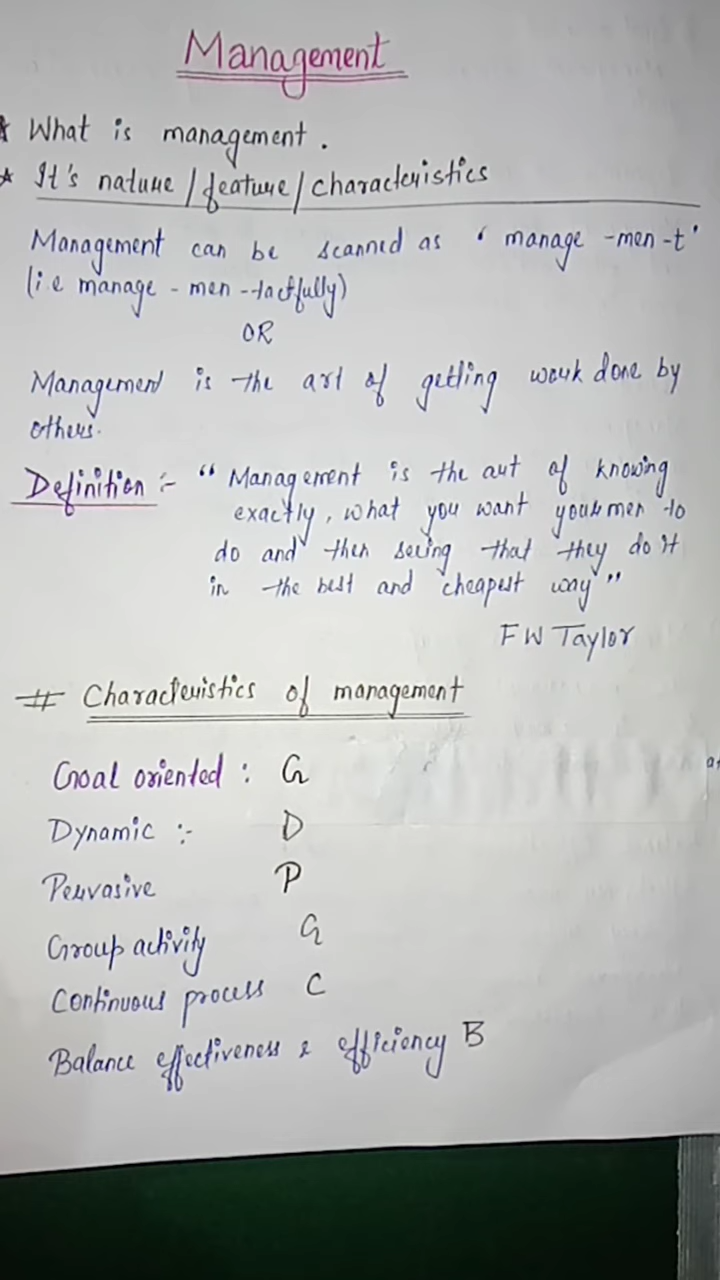 Management
* What is management.
* It's nature / feature / characteristics
Management can be scanned as ' manage -men -t'
(i.e manage - men -tactfully)
OR
Management is the art of getting work done by
others.
Definition :- " Management is the art of knowing
exactly, what you want your men to
do and then seeing that they do it
in the best and cheapest way "
FW Taylor
# Characteristics of management
Goal oriented : G
Dynamic :- D
Pervasive P
Group activity G
Continuous process C
Balance effectiveness & efficiency B